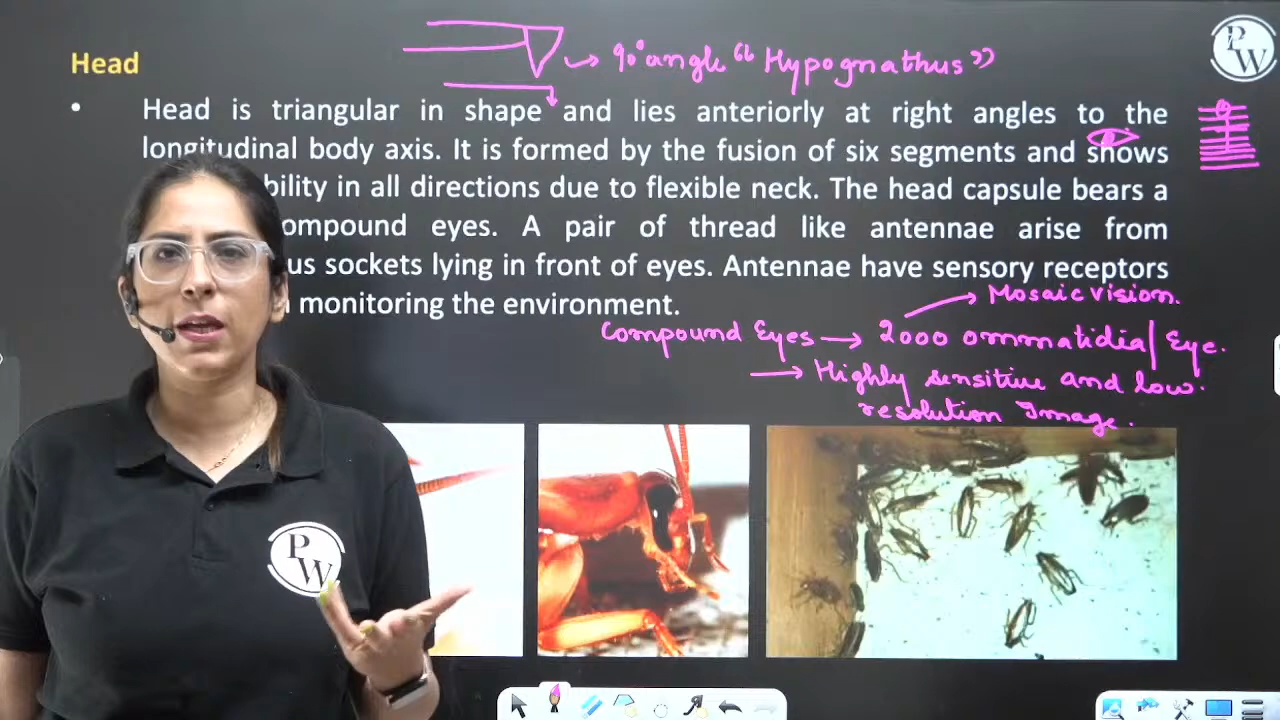 → 90° angle “Hypognathus”
P
W
Head
• Head is triangular in shape and lies anteriorly at right angles to the
longitudinal body axis. It is formed by the fusion of six segments and shows
bility in all directions due to flexible neck. The head capsule bears a
ompound eyes. A pair of thread like antennae arise from
us sockets lying in front of eyes. Antennae have sensory receptors
monitoring the environment.
→ Mosaic vision.
Compound Eyes → 2000 ommatidia/Eye.
→ Highly sensitive and low
resolution Image.
P
W